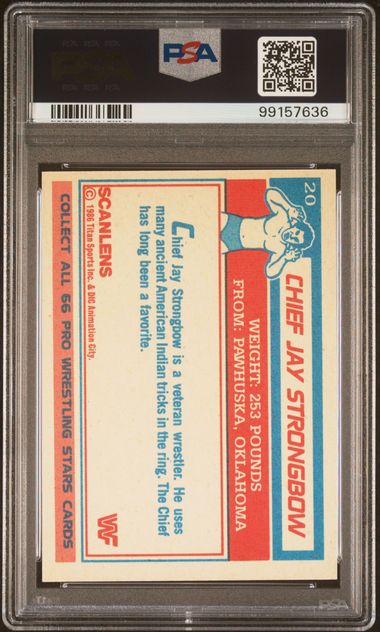 PSA
PSA
99157636
20
CHIEF JAY STRONGBOW
WEIGHT: 253 POUNDS
FROM: PAWHUSKA, OKLAHOMA
Chief Jay Strongbow is a veteran wrestler. He uses
many ancient American Indian tricks in the ring. The Chief
has long been a favorite.
SCANLENS
© 1986 Titan Sports Inc. & DIC Animation City.
WF
COLLECT ALL 66 PRO WRESTLING STARS CARDS
PSA